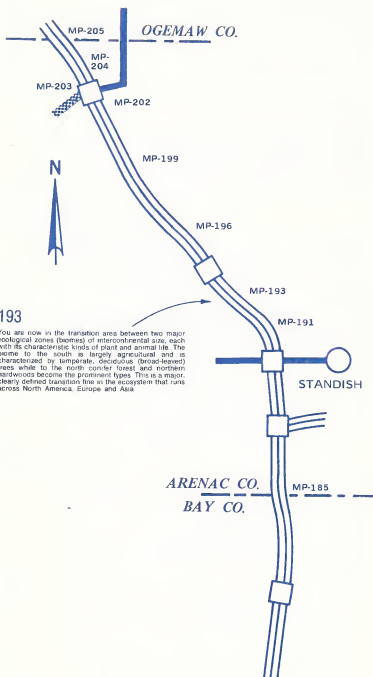 MP-205
OGEMAW CO.
MP-
204
MP-203
MP-202
N
MP-199
MP-196
193
MP-193
You are now in the transition area between two major
ecological zones (biomes) of intercontinental size, each
with its characteristic kinds of plant and animal life. The
biome to the south is largely agricultural and is
characterized by temperate, deciduous (broad-leaved)
trees while to the north conifer forest and northern
hardwoods become the prominent types. This is a major,
clearly defined transition line in the ecosystem that runs
across North America, Europe and Asia.
MP-191
STANDISH
ARENAC CO.
MP-185
BAY CO.